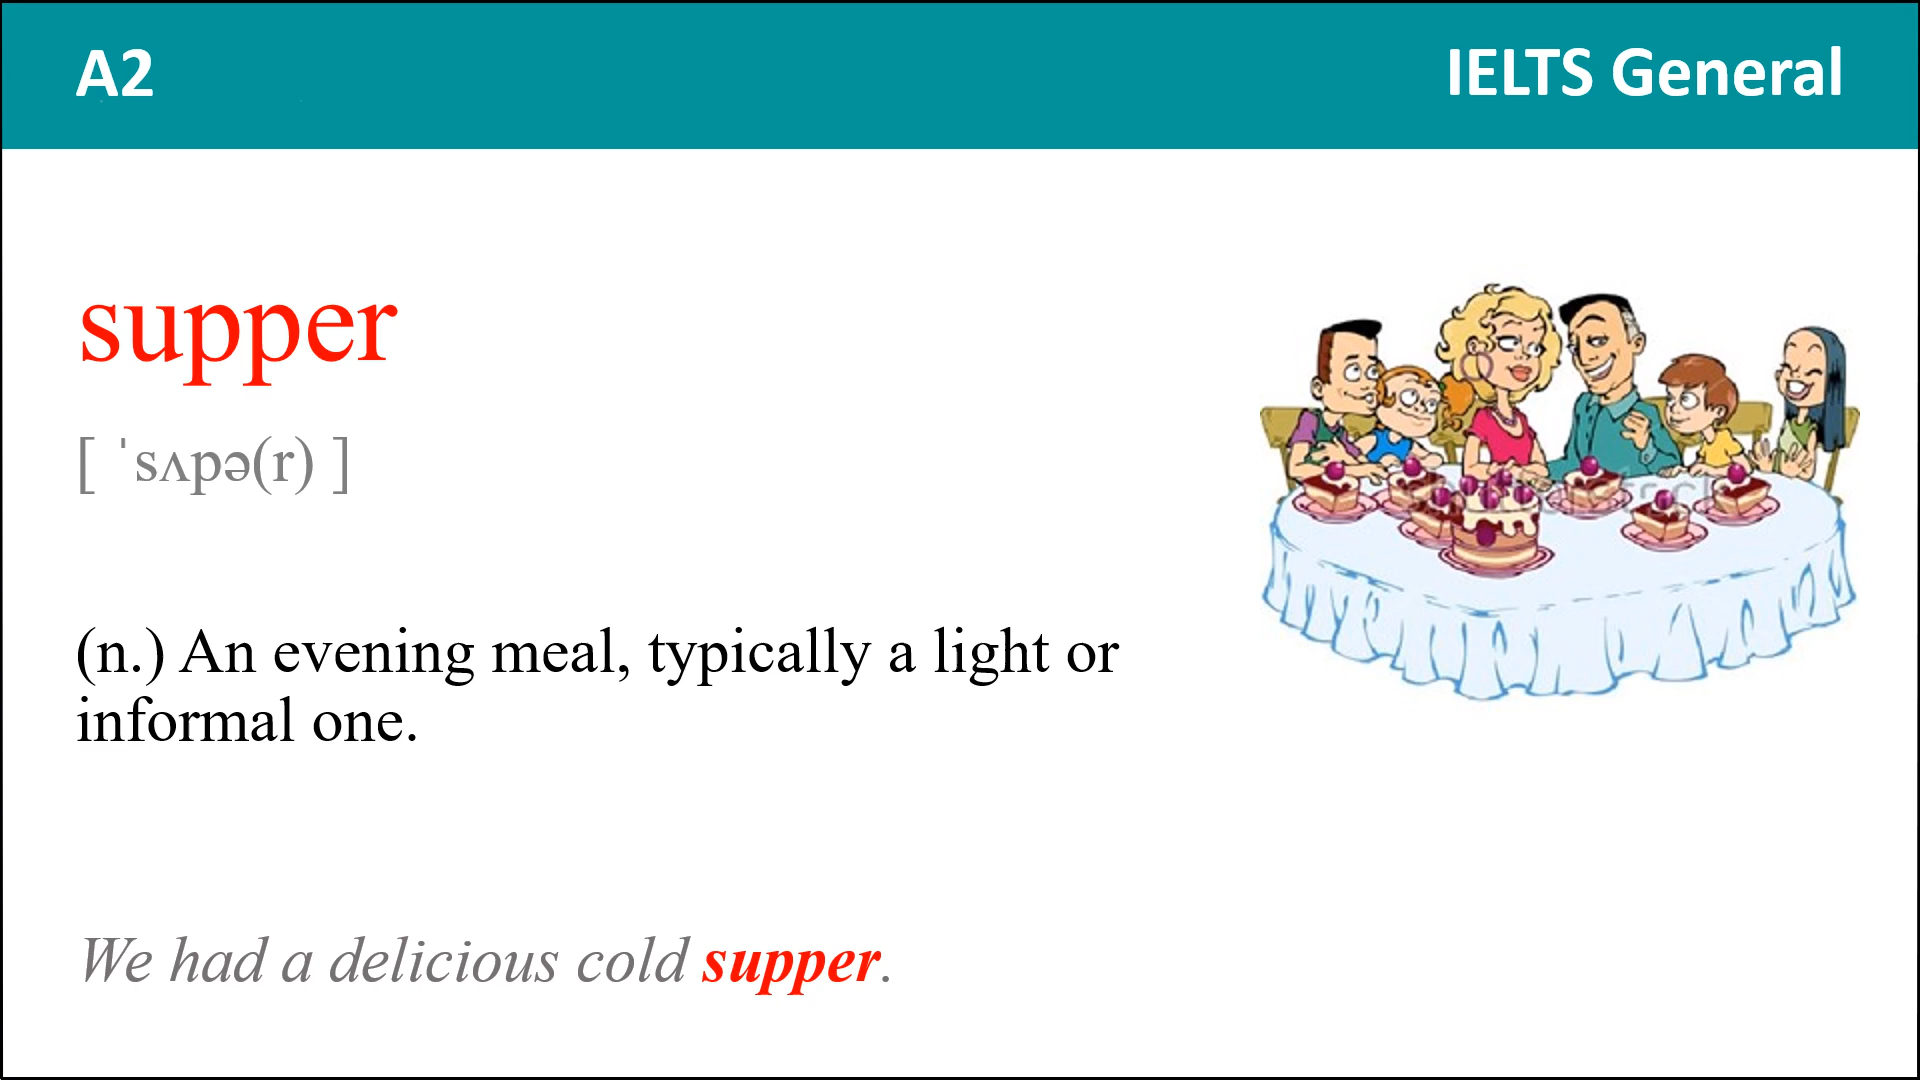 A2
IELTS General
supper
[ ˈsʌpə(r) ]
(n.) An evening meal, typically a light or
informal one.
We had a delicious cold supper.